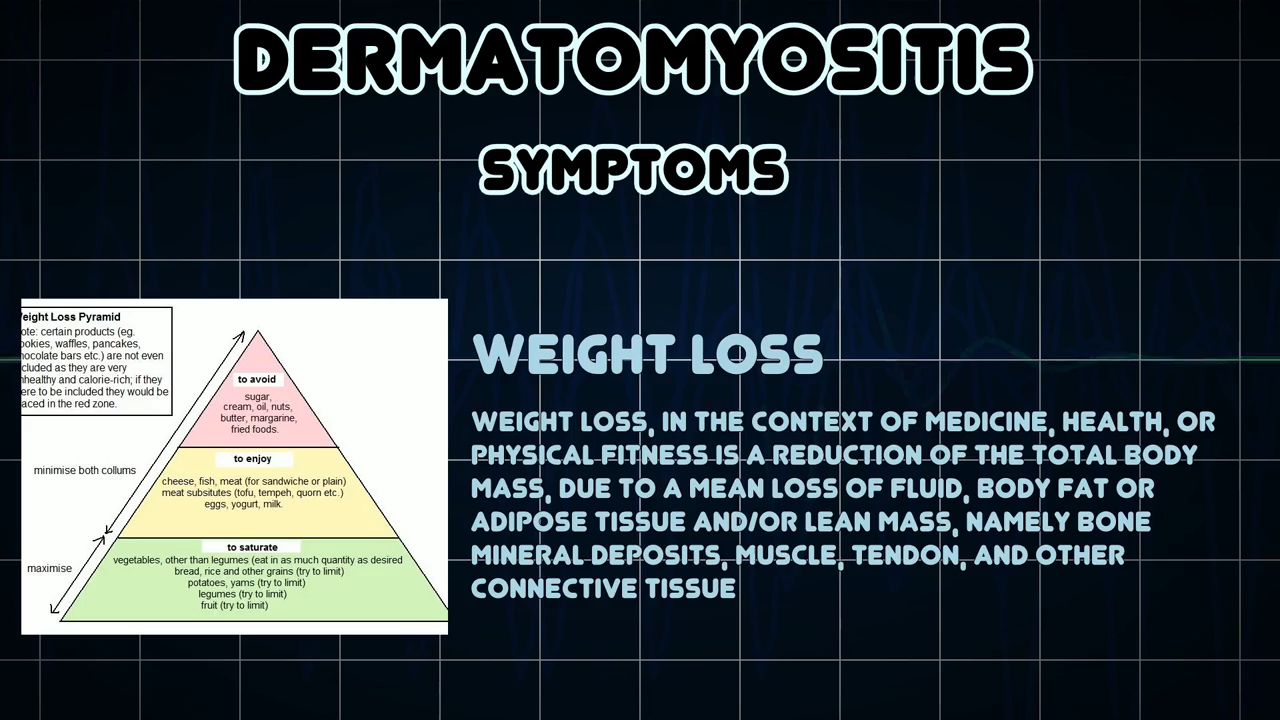 DERMATOMYOSITIS
SYMPTOMS
eight Loss Pyramid
ote: certain products (eg.
ookies, waffles, pancakes,
hocolate bars etc.) are not even
cluded as they are very
nhealthy and calorie-rich; if they
ere to be included they would be
aced in the red zone.
to avoid
sugar,
cream, oil, nuts,
butter, margarine,
fried foods.
to enjoy
minimise both collums
cheese, fish, meat (for sandwiche or plain)
meat subsitutes (tofu, tempeh, quorn etc.)
eggs, yogurt, milk.
to saturate
maximise
vegetables, other than legumes (eat in as much quantity as desired
bread, rice and other grains (try to limit)
potatoes, yams (try to limit)
legumes (try to limit)
fruit (try to limit)
WEIGHT LOSS
WEIGHT LOSS, IN THE CONTEXT OF MEDICINE, HEALTH, OR
PHYSICAL FITNESS IS A REDUCTION OF THE TOTAL BODY
MASS, DUE TO A MEAN LOSS OF FLUID, BODY FAT OR
ADIPOSE TISSUE AND/OR LEAN MASS, NAMELY BONE
MINERAL DEPOSITS, MUSCLE, TENDON, AND OTHER
CONNECTIVE TISSUE